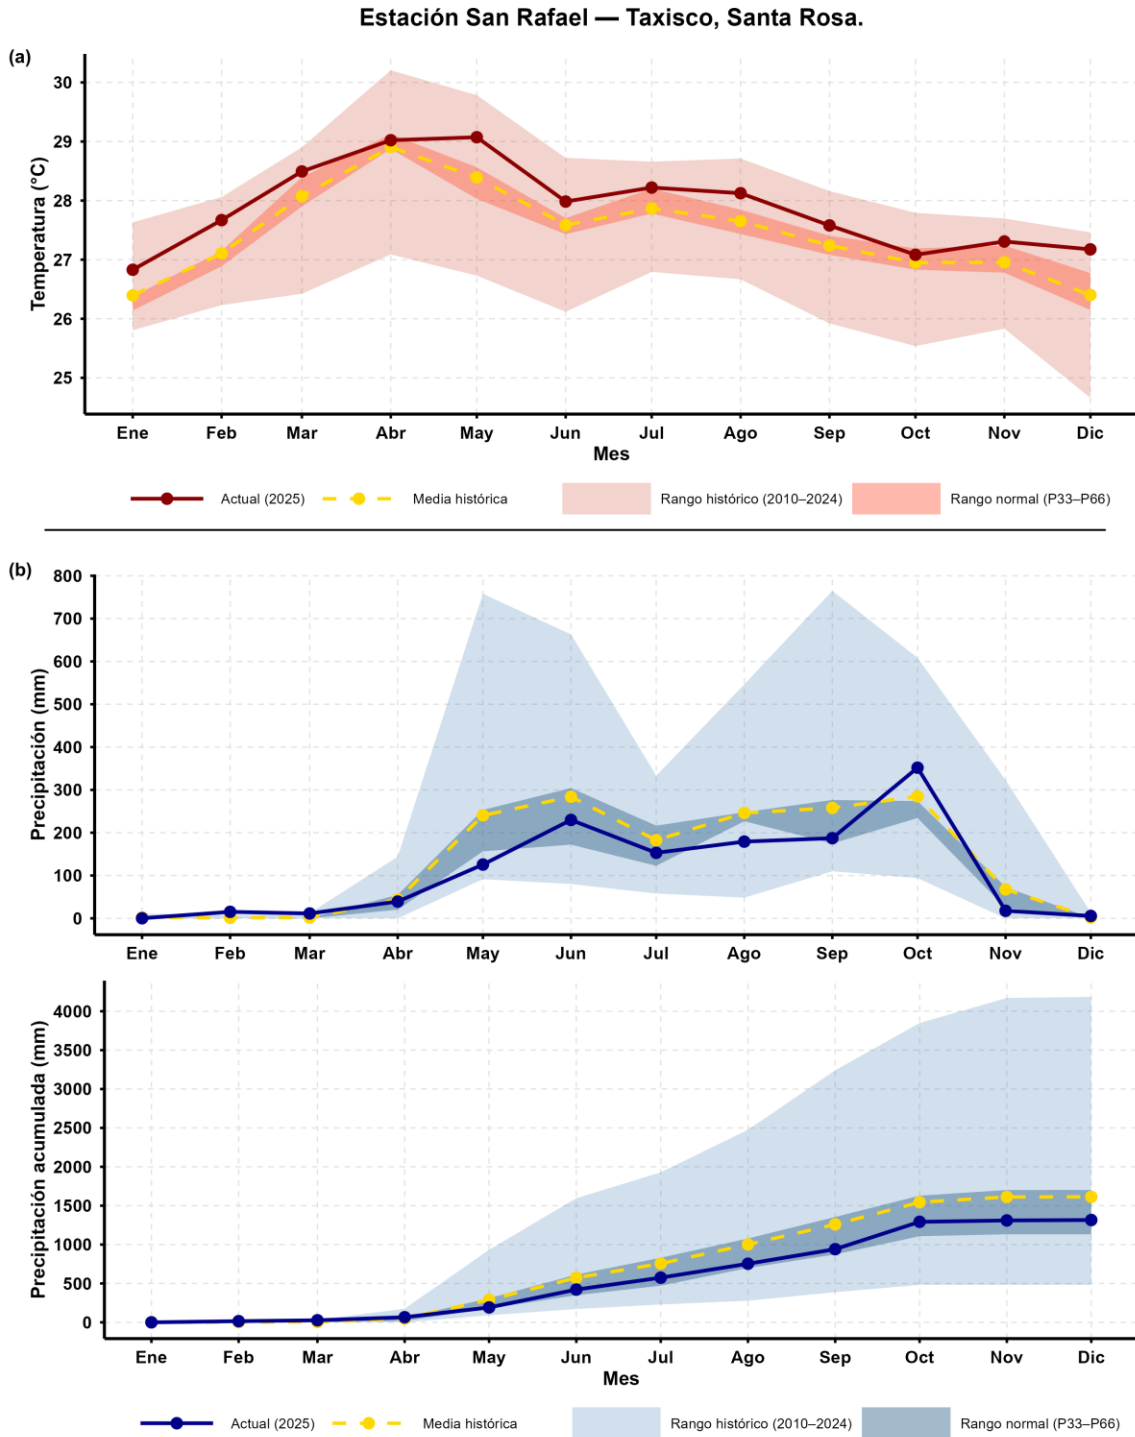 Estación San Rafael — Taxisco, Santa Rosa.
(a)
Temperatura (°C)
30
29
28
27
26
25
Ene Feb Mar Abr May Jun Jul Ago Sep Oct Nov Dic
Mes
Actual (2025) Media histórica Rango histórico (2010–2024) Rango normal (P33–P66)
(b)
Precipitación (mm)
800
700
600
500
400
300
200
100
0
Ene Feb Mar Abr May Jun Jul Ago Sep Oct Nov Dic
Precipitación acumulada (mm)
4000
3500
3000
2500
2000
1500
1000
500
0
Ene Feb Mar Abr May Jun Jul Ago Sep Oct Nov Dic
Mes
Actual (2025) Media histórica Rango histórico (2010–2024) Rango normal (P33–P66)